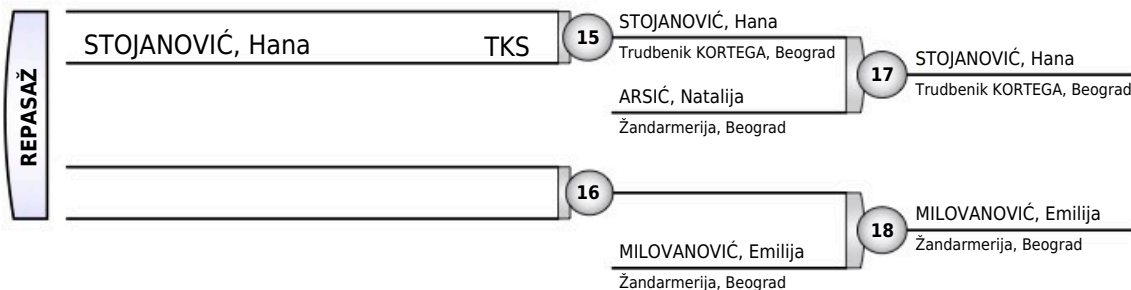 REPASAŽ
STOJANOVIĆ, Hana TKS
15
STOJANOVIĆ, Hana
Trudbenik KORTEGA, Beograd
ARSIĆ, Natalija
Žandarmerija, Beograd
17
STOJANOVIĆ, Hana
Trudbenik KORTEGA, Beograd
16
MILOVANOVIĆ, Emilija
Žandarmerija, Beograd
18
MILOVANOVIĆ, Emilija
Žandarmerija, Beograd